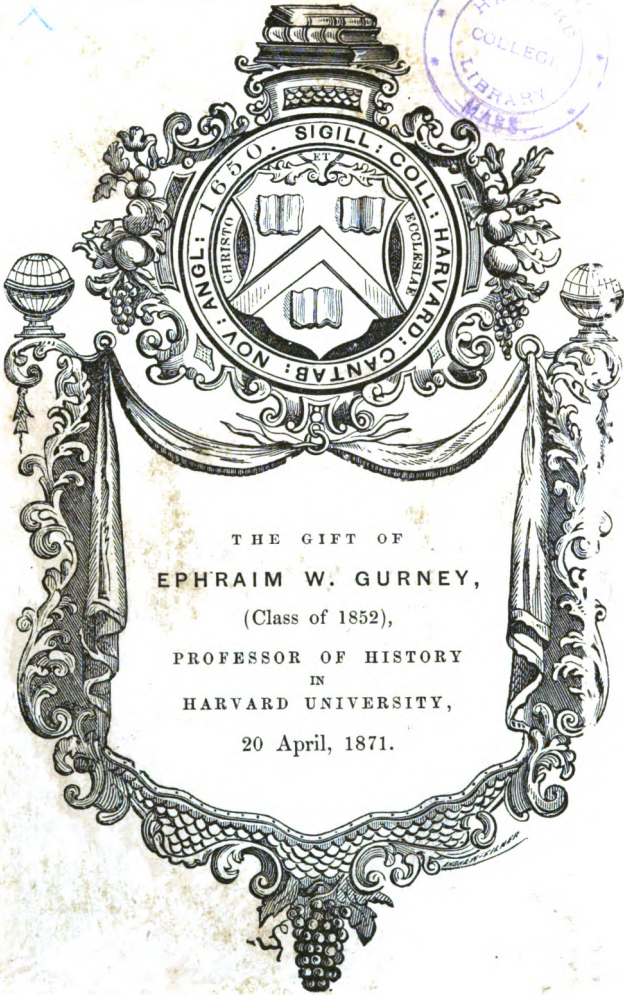 COLLEGE
LIBRARY
MASS.
SIGILL: COLL: HARVARD: CANTAB: NOV: ANGL: 1650.
CHRISTO
ET
ECCLESIAE
THE GIFT OF
EPHRAIM W. GURNEY,
(Class of 1852),
PROFESSOR OF HISTORY
IN
HARVARD UNIVERSITY,
20 April, 1871.